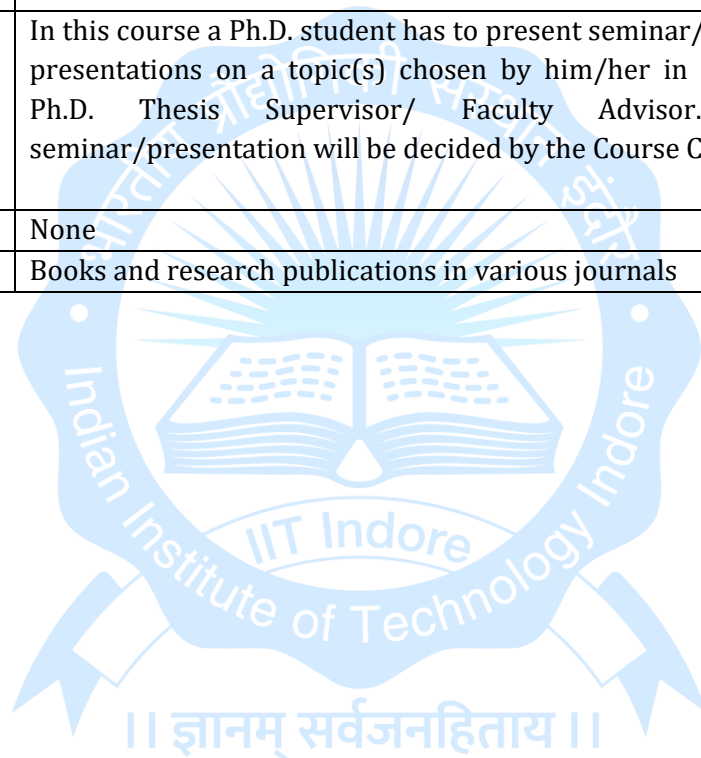 In this course a Ph.D. student has to present seminar/
presentations on a topic(s) chosen by him/her in
Ph.D. Thesis Supervisor/ Faculty Advisor.
seminar/presentation will be decided by the Course C
None
Books and research publications in various journals
भारतीय प्रौद्योगिकी संस्थान इंदौर
Indian Institute of Technology Indore
IIT Indore
।। ज्ञानम् सर्वजनहिताय ।।